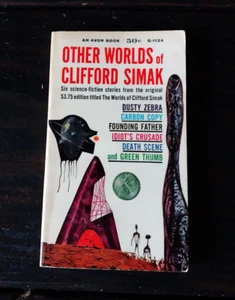 AN AVON BOOK 50¢ G-1124
OTHER WORLDS of
CLIFFORD SIMAK
Six science-fiction stories from the original
$3.75 edition titled The Worlds of Clifford Simak
DUSTY ZEBRA
CARBON COPY
FOUNDING FATHER
IDIOT'S CRUSADE
DEATH SCENE
and GREEN THUMB